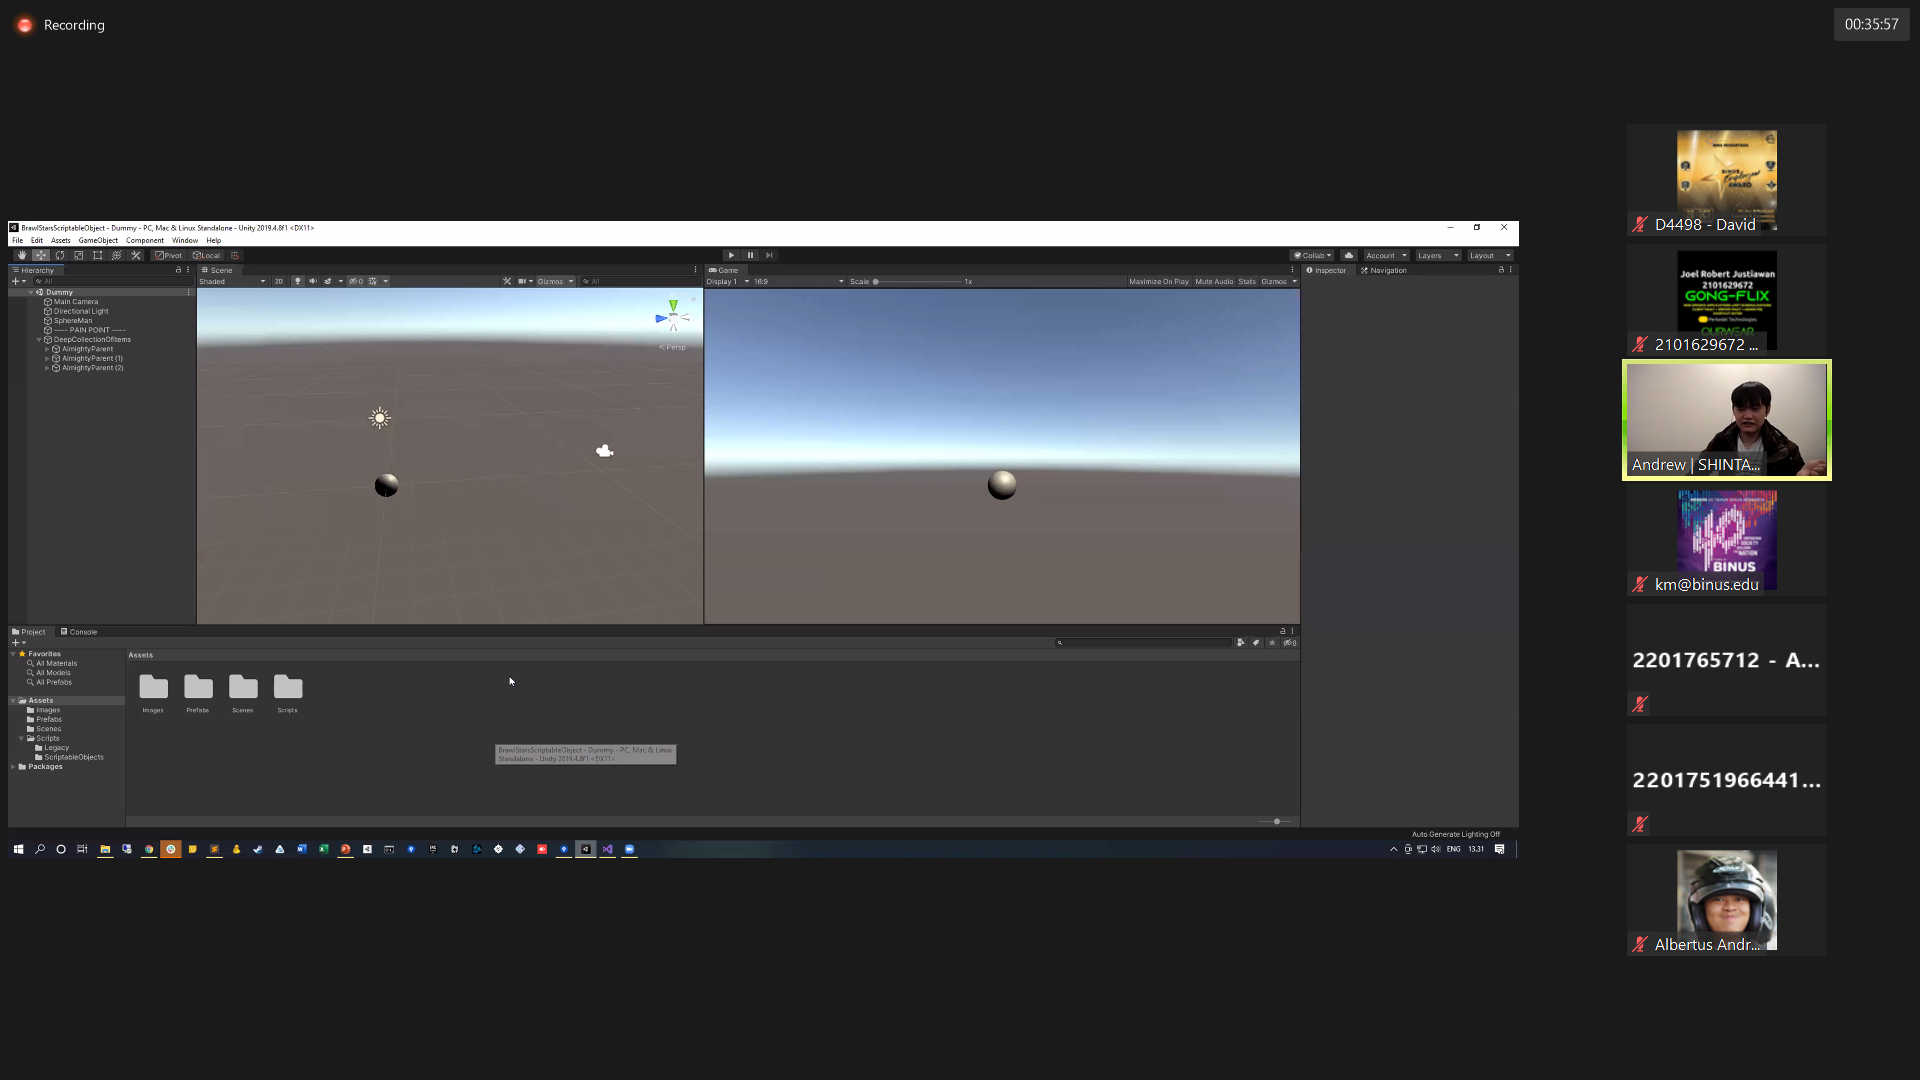 Recording
00:35:57
BrawlStarsScriptableObject - Dummy - PC, Mac & Linux Standalone - Unity 2019.4.8f1 <DX11>
File Edit Assets GameObject Component Window Help
Pivot Local
Collab Account Layers Layout
Hierarchy
All
Dummy
Main Camera
Directional Light
SphereMan
---- PAIN POINT ----
DeepCollectionOfItems
AlmightyParent
AlmightyParent (1)
AlmightyParent (2)
Scene
Shaded 2D Gizmos All
Persp
Game
Display 1 16:9 Scale 1x Maximize On Play Mute Audio Stats Gizmos
Inspector Navigation
Project Console
Favorites
All Materials
All Models
All Prefabs
Assets
Images
Prefabs
Scenes
Scripts
Legacy
ScriptableObjects
Packages
Assets
Images Prefabs Scenes Scripts
BrawlStarsScriptableObject - Dummy - PC, Mac & Linux
Standalone - Unity 2019.4.8f1 <DX11>
Auto Generate Lighting Off
ENG 13.31
BINUS
Employee
AWARD
D4498 - David
Joel Robert Justiawan
2101629672
GONG-FLIX
OURWEAR
2101629672 ...
Andrew | SHINTA...
BINUS
km@binus.edu
2201765712 - A...
2201751966441...
Albertus Andr...